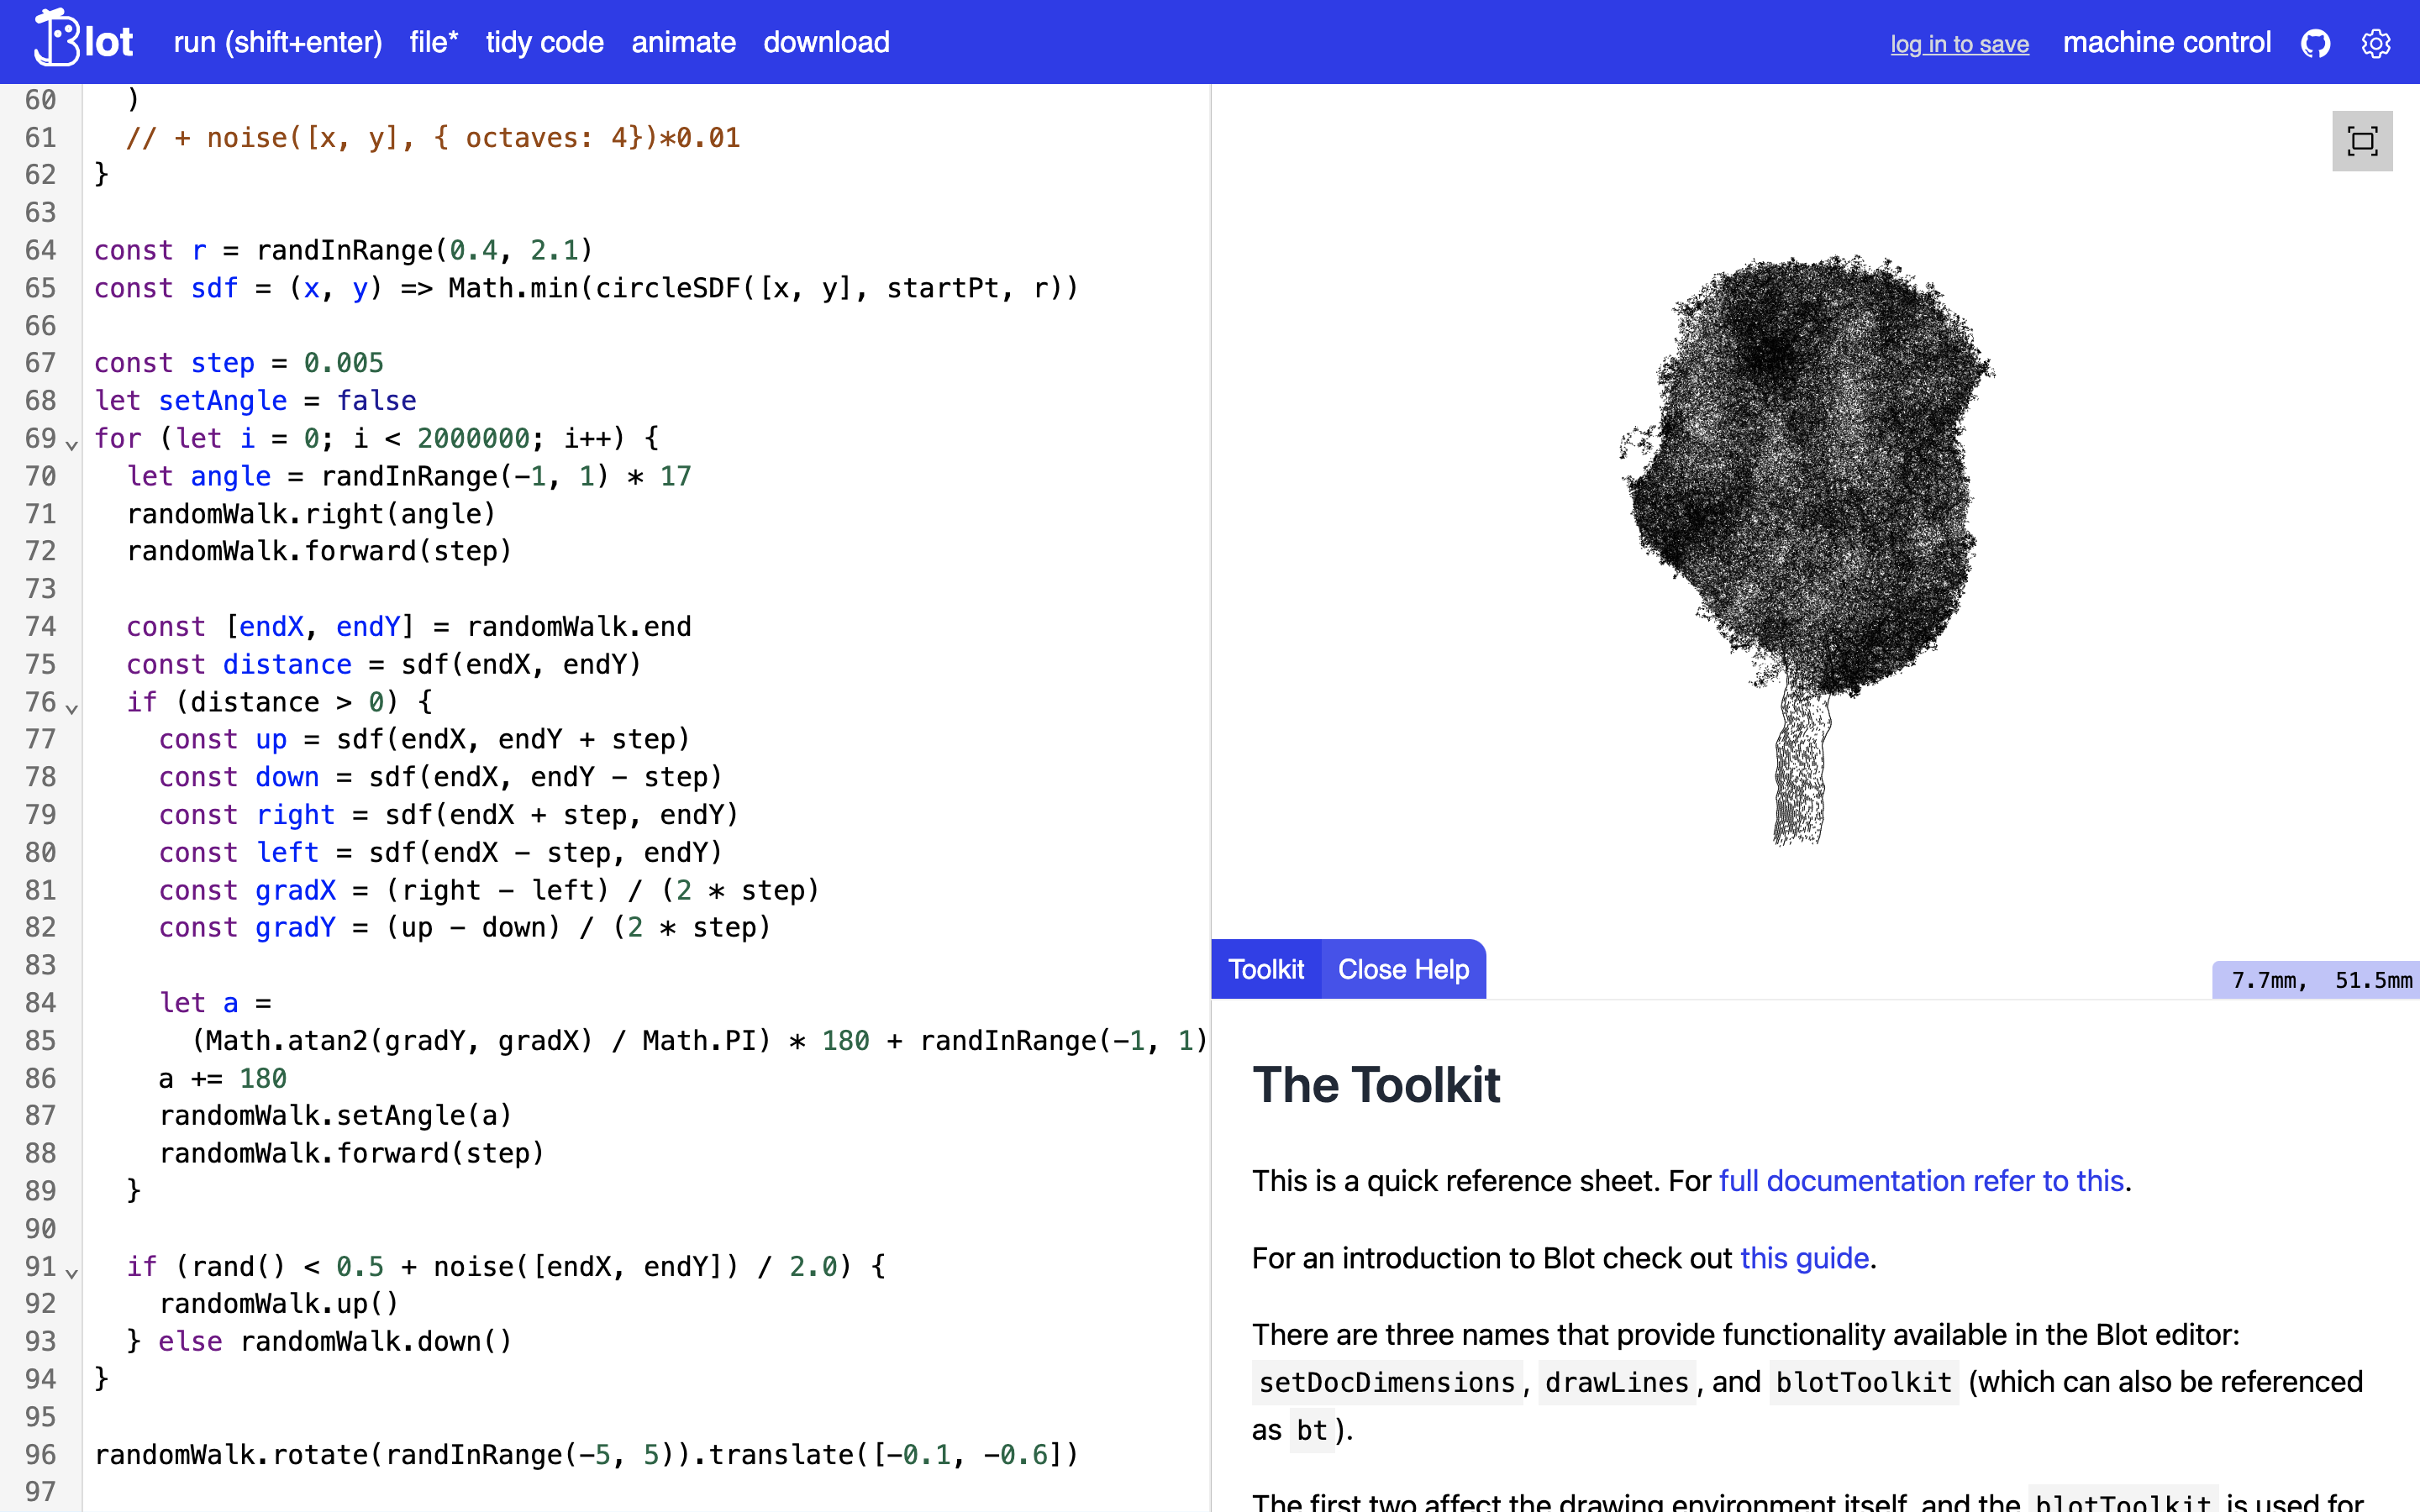 Blot run (shift+enter) file* tidy code animate download log in to save machine control
60 )
61 // + noise([x, y], { octaves: 4})*0.01
62 }
63
64 const r = randInRange(0.4, 2.1)
65 const sdf = (x, y) => Math.min(circleSDF([x, y], startPt, r))
66
67 const step = 0.005
68 let setAngle = false
69 for (let i = 0; i < 2000000; i++) {
70 let angle = randInRange(-1, 1) * 17
71 randomWalk.right(angle)
72 randomWalk.forward(step)
73
74 const [endX, endY] = randomWalk.end
75 const distance = sdf(endX, endY)
76 if (distance > 0) {
77 const up = sdf(endX, endY + step)
78 const down = sdf(endX, endY - step)
79 const right = sdf(endX + step, endY)
80 const left = sdf(endX - step, endY)
81 const gradX = (right - left) / (2 * step)
82 const gradY = (up - down) / (2 * step)
83
84 let a =
85 (Math.atan2(gradY, gradX) / Math.PI) * 180 + randInRange(-1, 1)
86 a += 180
87 randomWalk.setAngle(a)
88 randomWalk.forward(step)
89 }
90
91 if (rand() < 0.5 + noise([endX, endY]) / 2.0) {
92 randomWalk.up()
93 } else randomWalk.down()
94 }
95
96 randomWalk.rotate(randInRange(-5, 5)).translate([-0.1, -0.6])
97
Toolkit Close Help
7.7mm, 51.5mm
The Toolkit
This is a quick reference sheet. For full documentation refer to this.
For an introduction to Blot check out this guide.
There are three names that provide functionality available in the Blot editor:
setDocDimensions, drawLines, and blotToolkit (which can also be referenced
as bt).
The first two affect the drawing environment itself, and the blotToolkit is used for